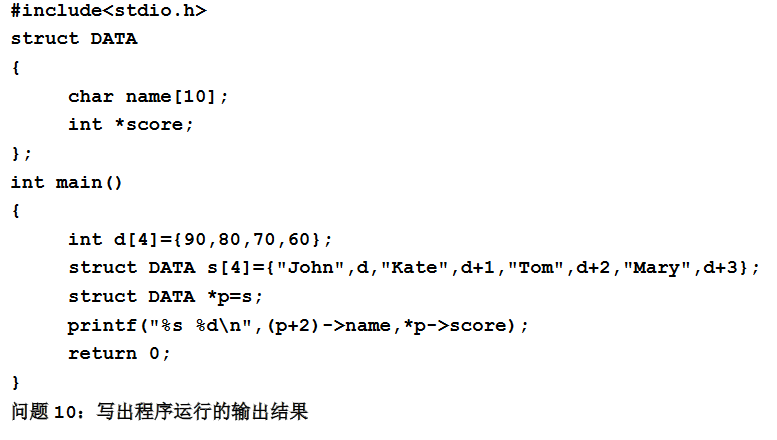 #include<stdio.h>
struct DATA
{
char name[10];
int *score;
};
int main()
{
int d[4]={90,80,70,60};
struct DATA s[4]={"John",d,"Kate",d+1,"Tom",d+2,"Mary",d+3};
struct DATA *p=s;
printf("%s %d\n",(p+2)->name,*p->score);
return 0;
}
问题 10: 写出程序运行的输出结果